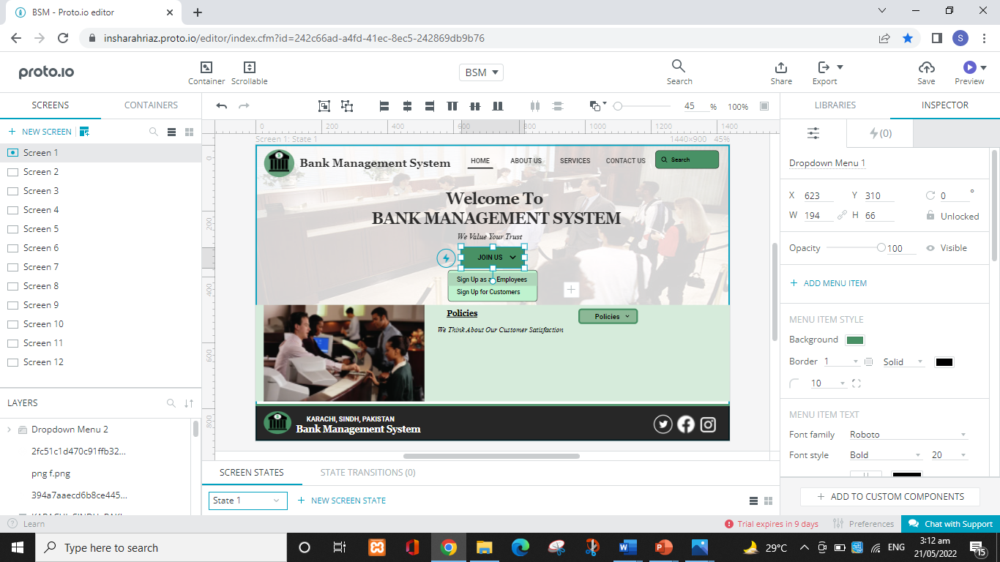 BSM - Proto.io editor
insharahriaz.proto.io/editor/index.cfm?id=242c66ad-a4fd-41ec-8ec5-242869db9b76
S
proto.io
Container
Scrollable
BSM
Search
Share
Export
Save
Preview
SCREENS
CONTAINERS
45 %
100%
LIBRARIES
INSPECTOR
+ NEW SCREEN
(0)
0 200 400 600 800 1000 1200 1400
Screen 1: State 1
1440×900 45%
Screen 1
Screen 2
Screen 3
Screen 4
Screen 5
Screen 6
Screen 7
Screen 8
Screen 9
Screen 10
Screen 11
Screen 12
0
200
400
600
800
Bank Management System
HOME
ABOUT US
SERVICES
CONTACT US
Search
Welcome To
BANK MANAGEMENT SYSTEM
We Value Your Trust
JOIN US
Sign Up as a Employees
Sign Up for Customers
Policies
Policies
We Think About Our Customer Satisfaction
KARACHI, SINDH, PAKISTAN
Bank Management System
Dropdown Menu 1
X 623 Y 310 0 °
W 194 H 66 Unlocked
Opacity 100 Visible
+ ADD MENU ITEM
MENU ITEM STYLE
Background
Border 1 Solid
10
MENU ITEM TEXT
Font family Roboto
Font style Bold 20
+ ADD TO CUSTOM COMPONENTS
LAYERS
Dropdown Menu 2
2fc51c1d470c91ffb32...
png f.png
394a7aaecd6b8ce445...
SCREEN STATES
STATE TRANSITIONS (0)
State 1
+ NEW SCREEN STATE
Learn
Trial expires in 9 days
Preferences
Chat with Support
Type here to search
29°C
ENG
3:12 am
21/05/2022
15